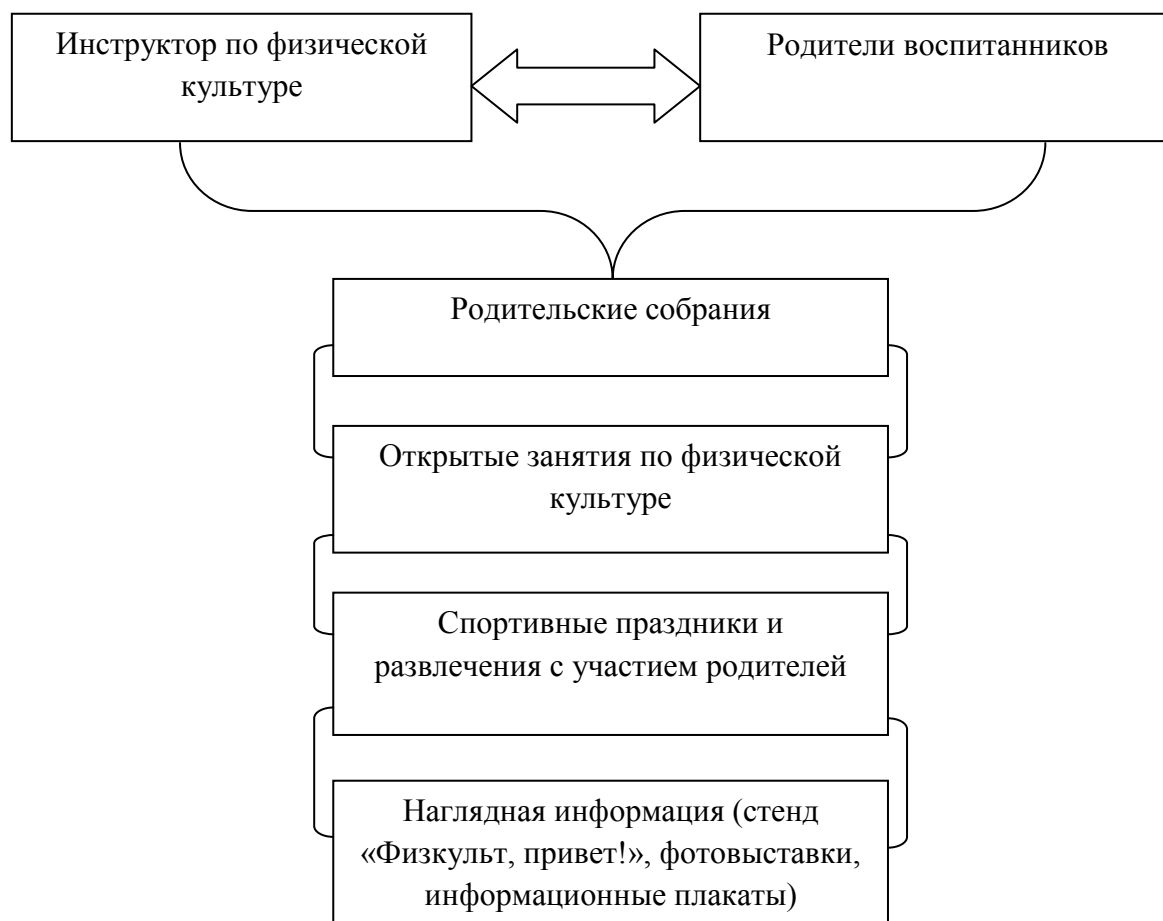 Инструктор по физической
культуре
Родители воспитанников
Родительские собрания
Открытые занятия по физической
культуре
Спортивные праздники и
развлечения с участием родителей
Наглядная информация (стенд
«Физкульт, привет!», фотовыставки,
информационные плакаты)